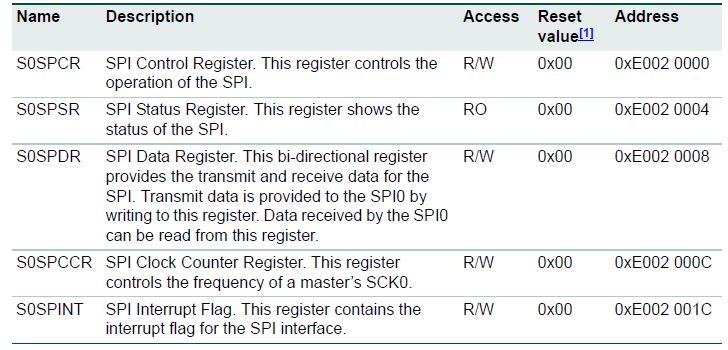 Name Description Access Reset Address
value[1]
S0SPCR SPI Control Register. This register controls the R/W 0x00 0xE002 0000
operation of the SPI.
S0SPSR SPI Status Register. This register shows the RO 0x00 0xE002 0004
status of the SPI.
S0SPDR SPI Data Register. This bi-directional register R/W 0x00 0xE002 0008
provides the transmit and receive data for the
SPI. Transmit data is provided to the SPI0 by
writing to this register. Data received by the SPI0
can be read from this register.
S0SPCCR SPI Clock Counter Register. This register R/W 0x00 0xE002 000C
controls the frequency of a master's SCK0.
S0SPINT SPI Interrupt Flag. This register contains the R/W 0x00 0xE002 001C
interrupt flag for the SPI interface.